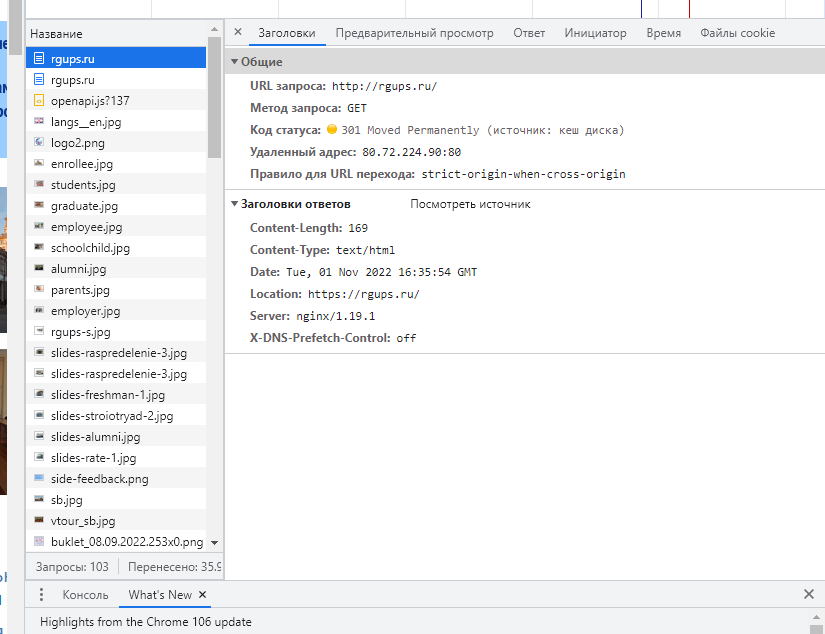 Название
× Заголовки Предварительный просмотр Ответ Инициатор Время Файлы cookie
rgups.ru
rgups.ru
openapi.js?137
langs__en.jpg
logo2.png
enrollee.jpg
students.jpg
graduate.jpg
employee.jpg
schoolchild.jpg
alumni.jpg
parents.jpg
employer.jpg
rgups-s.jpg
slides-raspredelenie-3.jpg
slides-raspredelenie-3.jpg
slides-freshman-1.jpg
slides-stroiotryad-2.jpg
slides-alumni.jpg
slides-rate-1.jpg
side-feedback.png
sb.jpg
vtour_sb.jpg
buklet_08.09.2022.253x0.png
Запросы: 103 Перенесено: 35.9
Общие
URL запроса: http://rgups.ru/
Метод запроса: GET
Код статуса: 301 Moved Permanently (источник: кеш диска)
Удаленный адрес: 80.72.224.90:80
Правило для URL перехода: strict-origin-when-cross-origin
Заголовки ответов Посмотреть источник
Content-Length: 169
Content-Type: text/html
Date: Tue, 01 Nov 2022 16:35:54 GMT
Location: https://rgups.ru/
Server: nginx/1.19.1
X-DNS-Prefetch-Control: off
Консоль What's New ×
Highlights from the Chrome 106 update